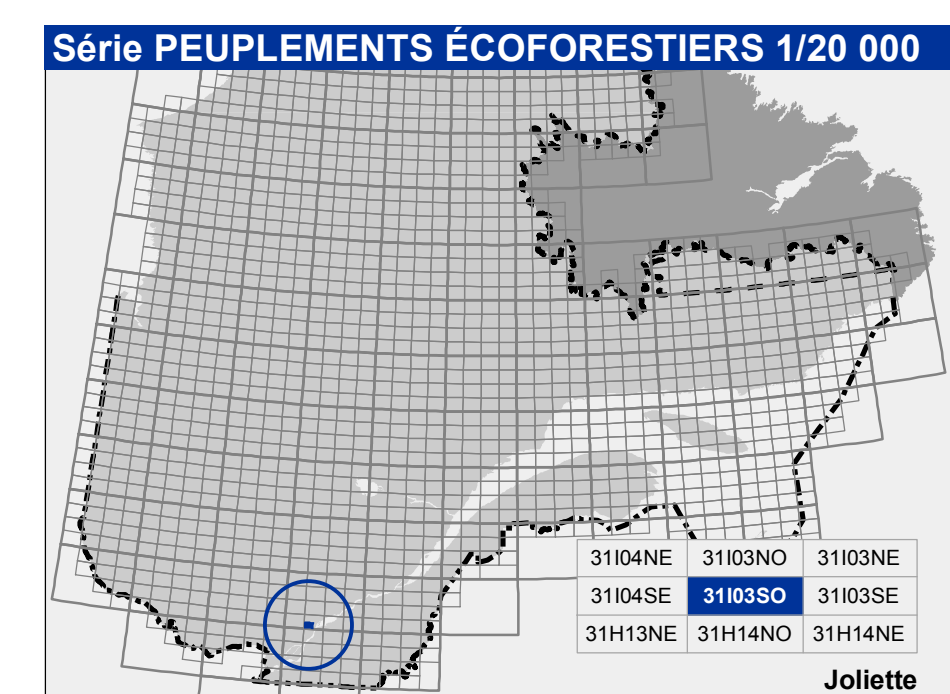 Série PEUPLEMENTS ÉCOFORESTIERS 1/20 000
31I04NE 31I03NO 31I03NE
31I04SE 31I03SO 31I03SE
31H13NE 31H14NO 31H14NE
Joliette